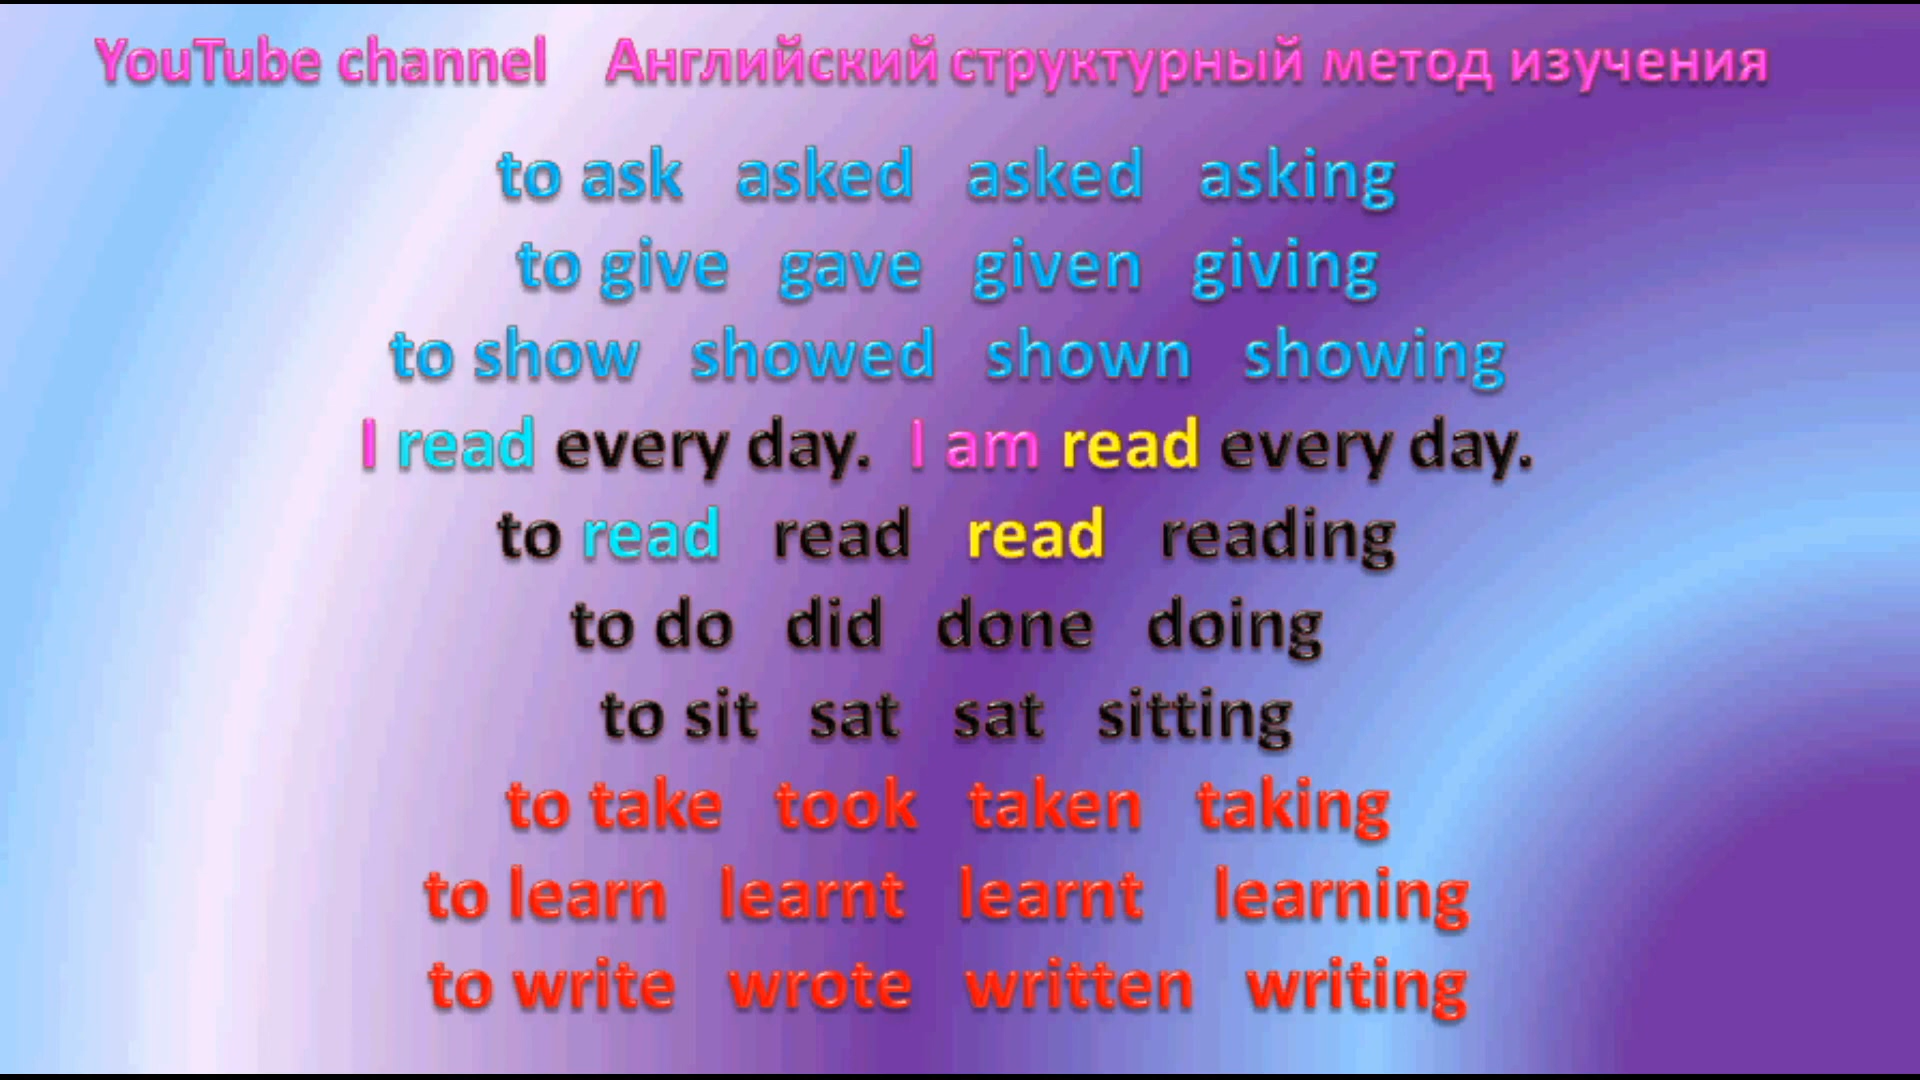 YouTube channel Английский структурный метод изучения
to ask asked asked asking
to give gave given giving
to show showed shown showing
I read every day. I am read every day.
to read read read reading
to do did done doing
to sit sat sat sitting
to take took taken taking
to learn learnt learnt learning
to write wrote written writing